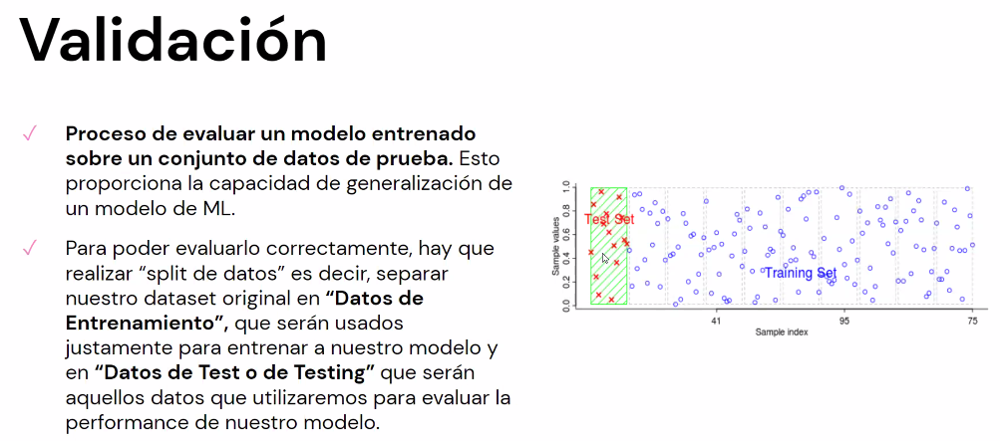 Validación
✓ Proceso de evaluar un modelo entrenado
sobre un conjunto de datos de prueba. Esto
proporciona la capacidad de generalización de
un modelo de ML.
✓ Para poder evaluarlo correctamente, hay que
realizar “split de datos” es decir, separar
nuestro dataset original en “Datos de
Entrenamiento”, que serán usados
justamente para entrenar a nuestro modelo y
en “Datos de Test o de Testing” que serán
aquellos datos que utilizaremos para evaluar la
performance de nuestro modelo.
Sample values
1.0
0.8
0.6
0.4
0.2
0.0
Test Set
Training Set
41 95 75
Sample index